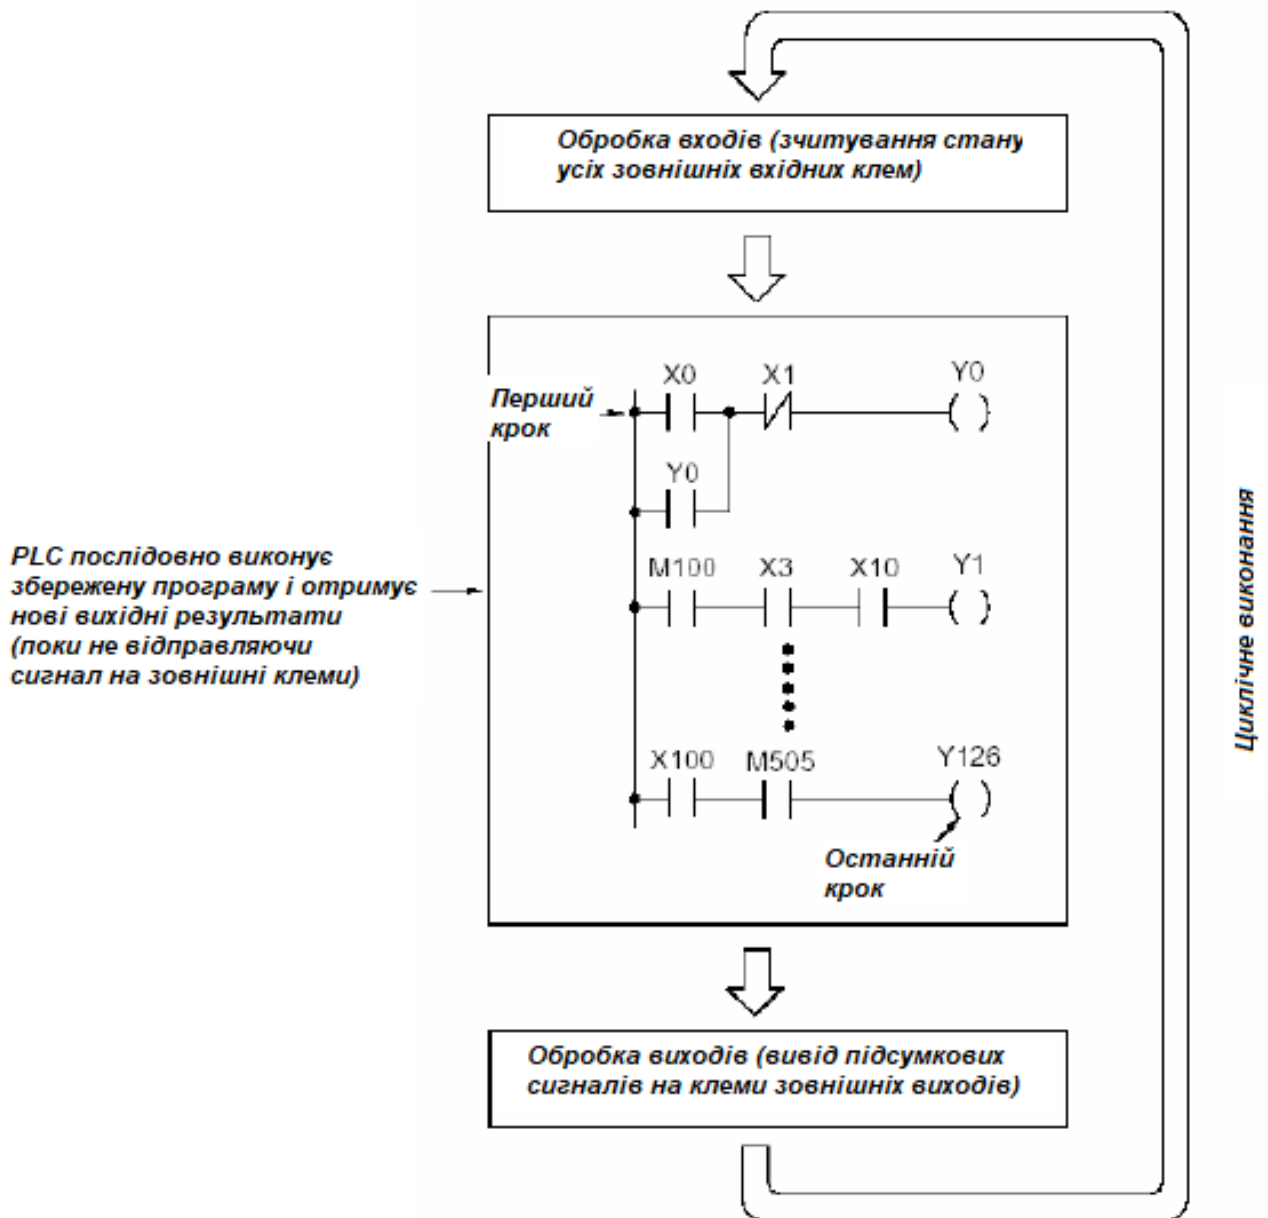 Обробка входів (зчитування стану
усіх зовнішніх вхідних клем)
X0 X1 Y0
Перший
крок
Y0
PLC послідовно виконує
збережену програму і отримує
нові вихідні результати
(поки не відправляючи
сигнал на зовнішні клеми)
M100 X3 X10 Y1
X100 M505 Y126
Останній
крок
Обробка виходів (вивід підсумкових
сигналів на клеми зовнішніх виходів)
Циклічне виконання